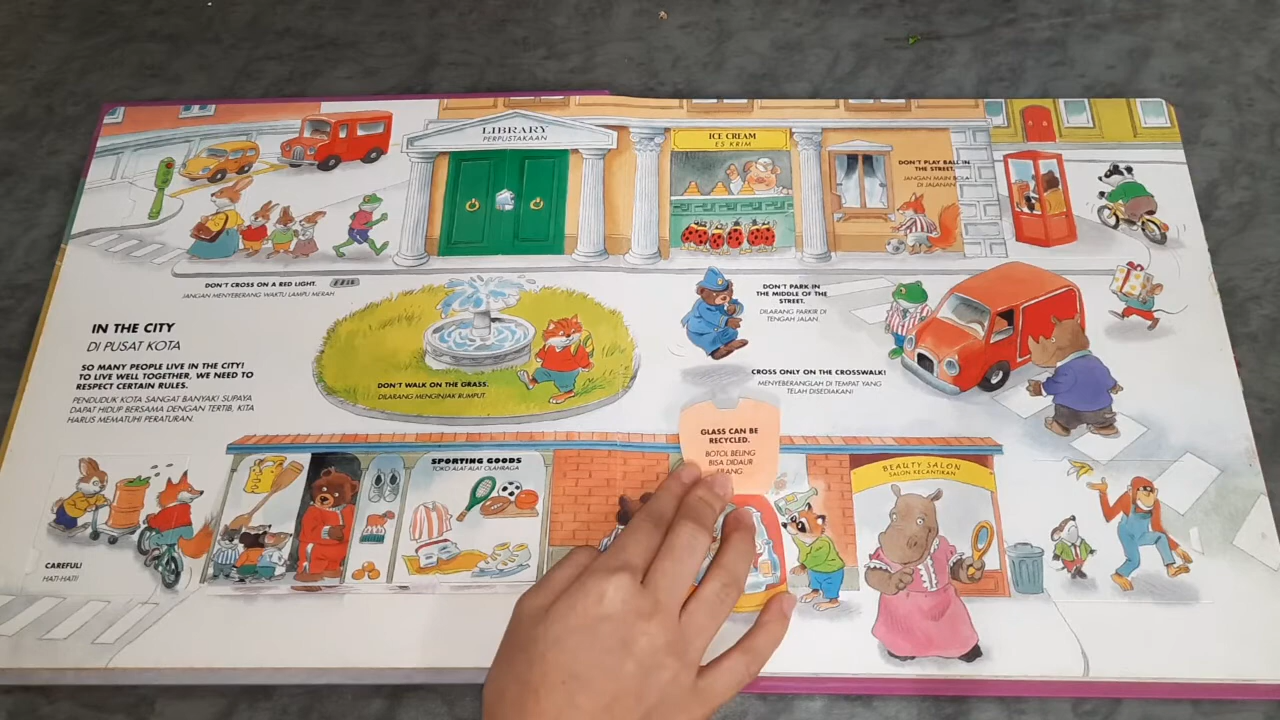 LIBRARY
PERPUSTAKAAN
ICE CREAM
ES KRIM
DON'T PLAY BALL IN
THE STREET.
JANGAN MAIN BOLA
DI JALANAN
DON'T CROSS ON A RED LIGHT.
JANGAN MENYEBERANG WAKTU LAMPU MERAH
DON'T PARK IN
THE MIDDLE OF THE
STREET.
DILARANG PARKIR DI
TENGAH JALAN.
IN THE CITY
DI PUSAT KOTA
SO MANY PEOPLE LIVE IN THE CITY!
TO LIVE WELL TOGETHER, WE NEED TO
RESPECT CERTAIN RULES.
PENDUDUK KOTA SANGAT BANYAK! SUPAYA
DAPAT HIDUP BERSAMA DENGAN TERTIB, KITA
HARUS MEMATUHI PERATURAN.
DON'T WALK ON THE GRASS.
DILARANG MENGINJAK RUMPUT.
CROSS ONLY ON THE CROSSWALK!
MENYEBERANGLAH DI TEMPAT YANG
TELAH DISEDIAKAN!
GLASS CAN BE
RECYCLED.
BOTOL BELING
BISA DIDAUR
ULANG.
SPORTING GOODS
TOKO ALAT ALAT OLAHRAGA
BEAUTY SALON
SALON KECANTIKAN
CAREFUL!
HATI-HATI!